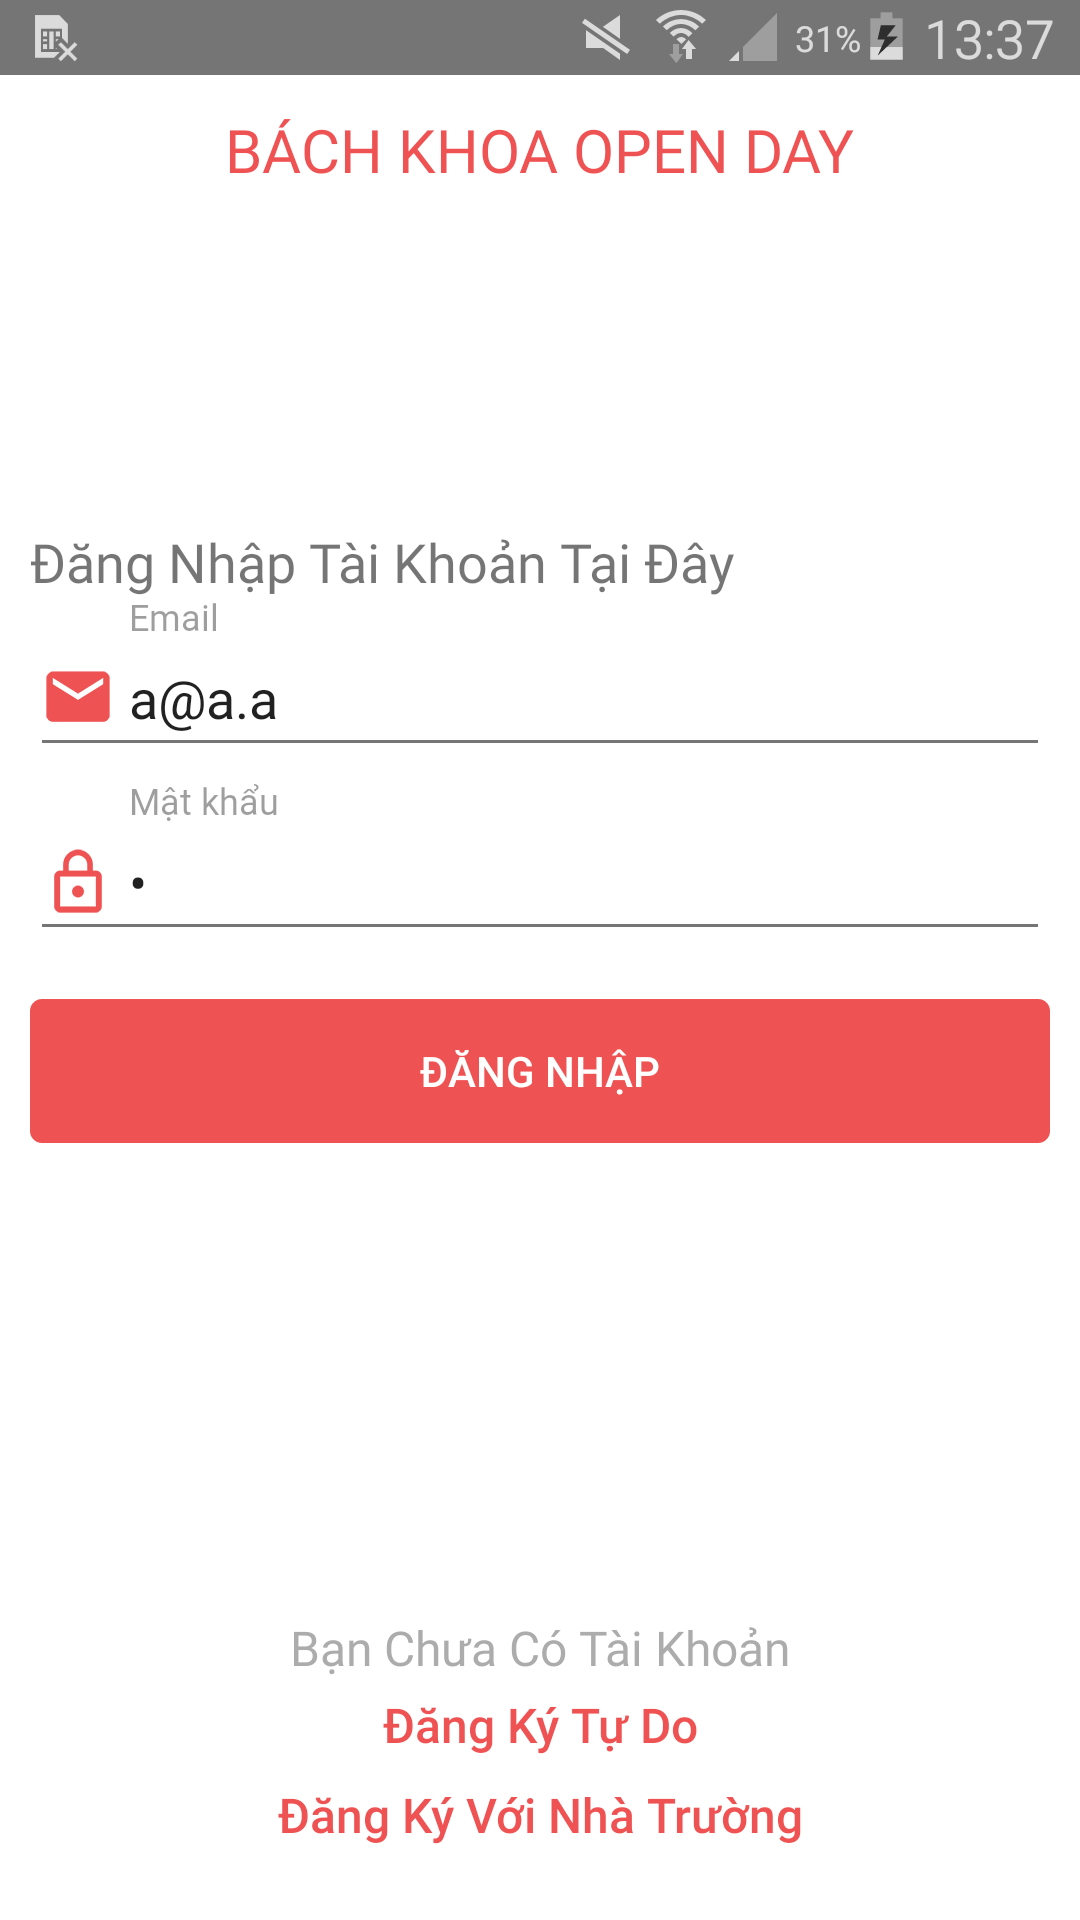 31% 13:37
BÁCH KHOA OPEN DAY
Đăng Nhập Tài Khoản Tại Đây
Email
a@a.a
Mật khẩu
•
ĐĂNG NHẬP
Bạn Chưa Có Tài Khoản
Đăng Ký Tự Do
Đăng Ký Với Nhà Trường